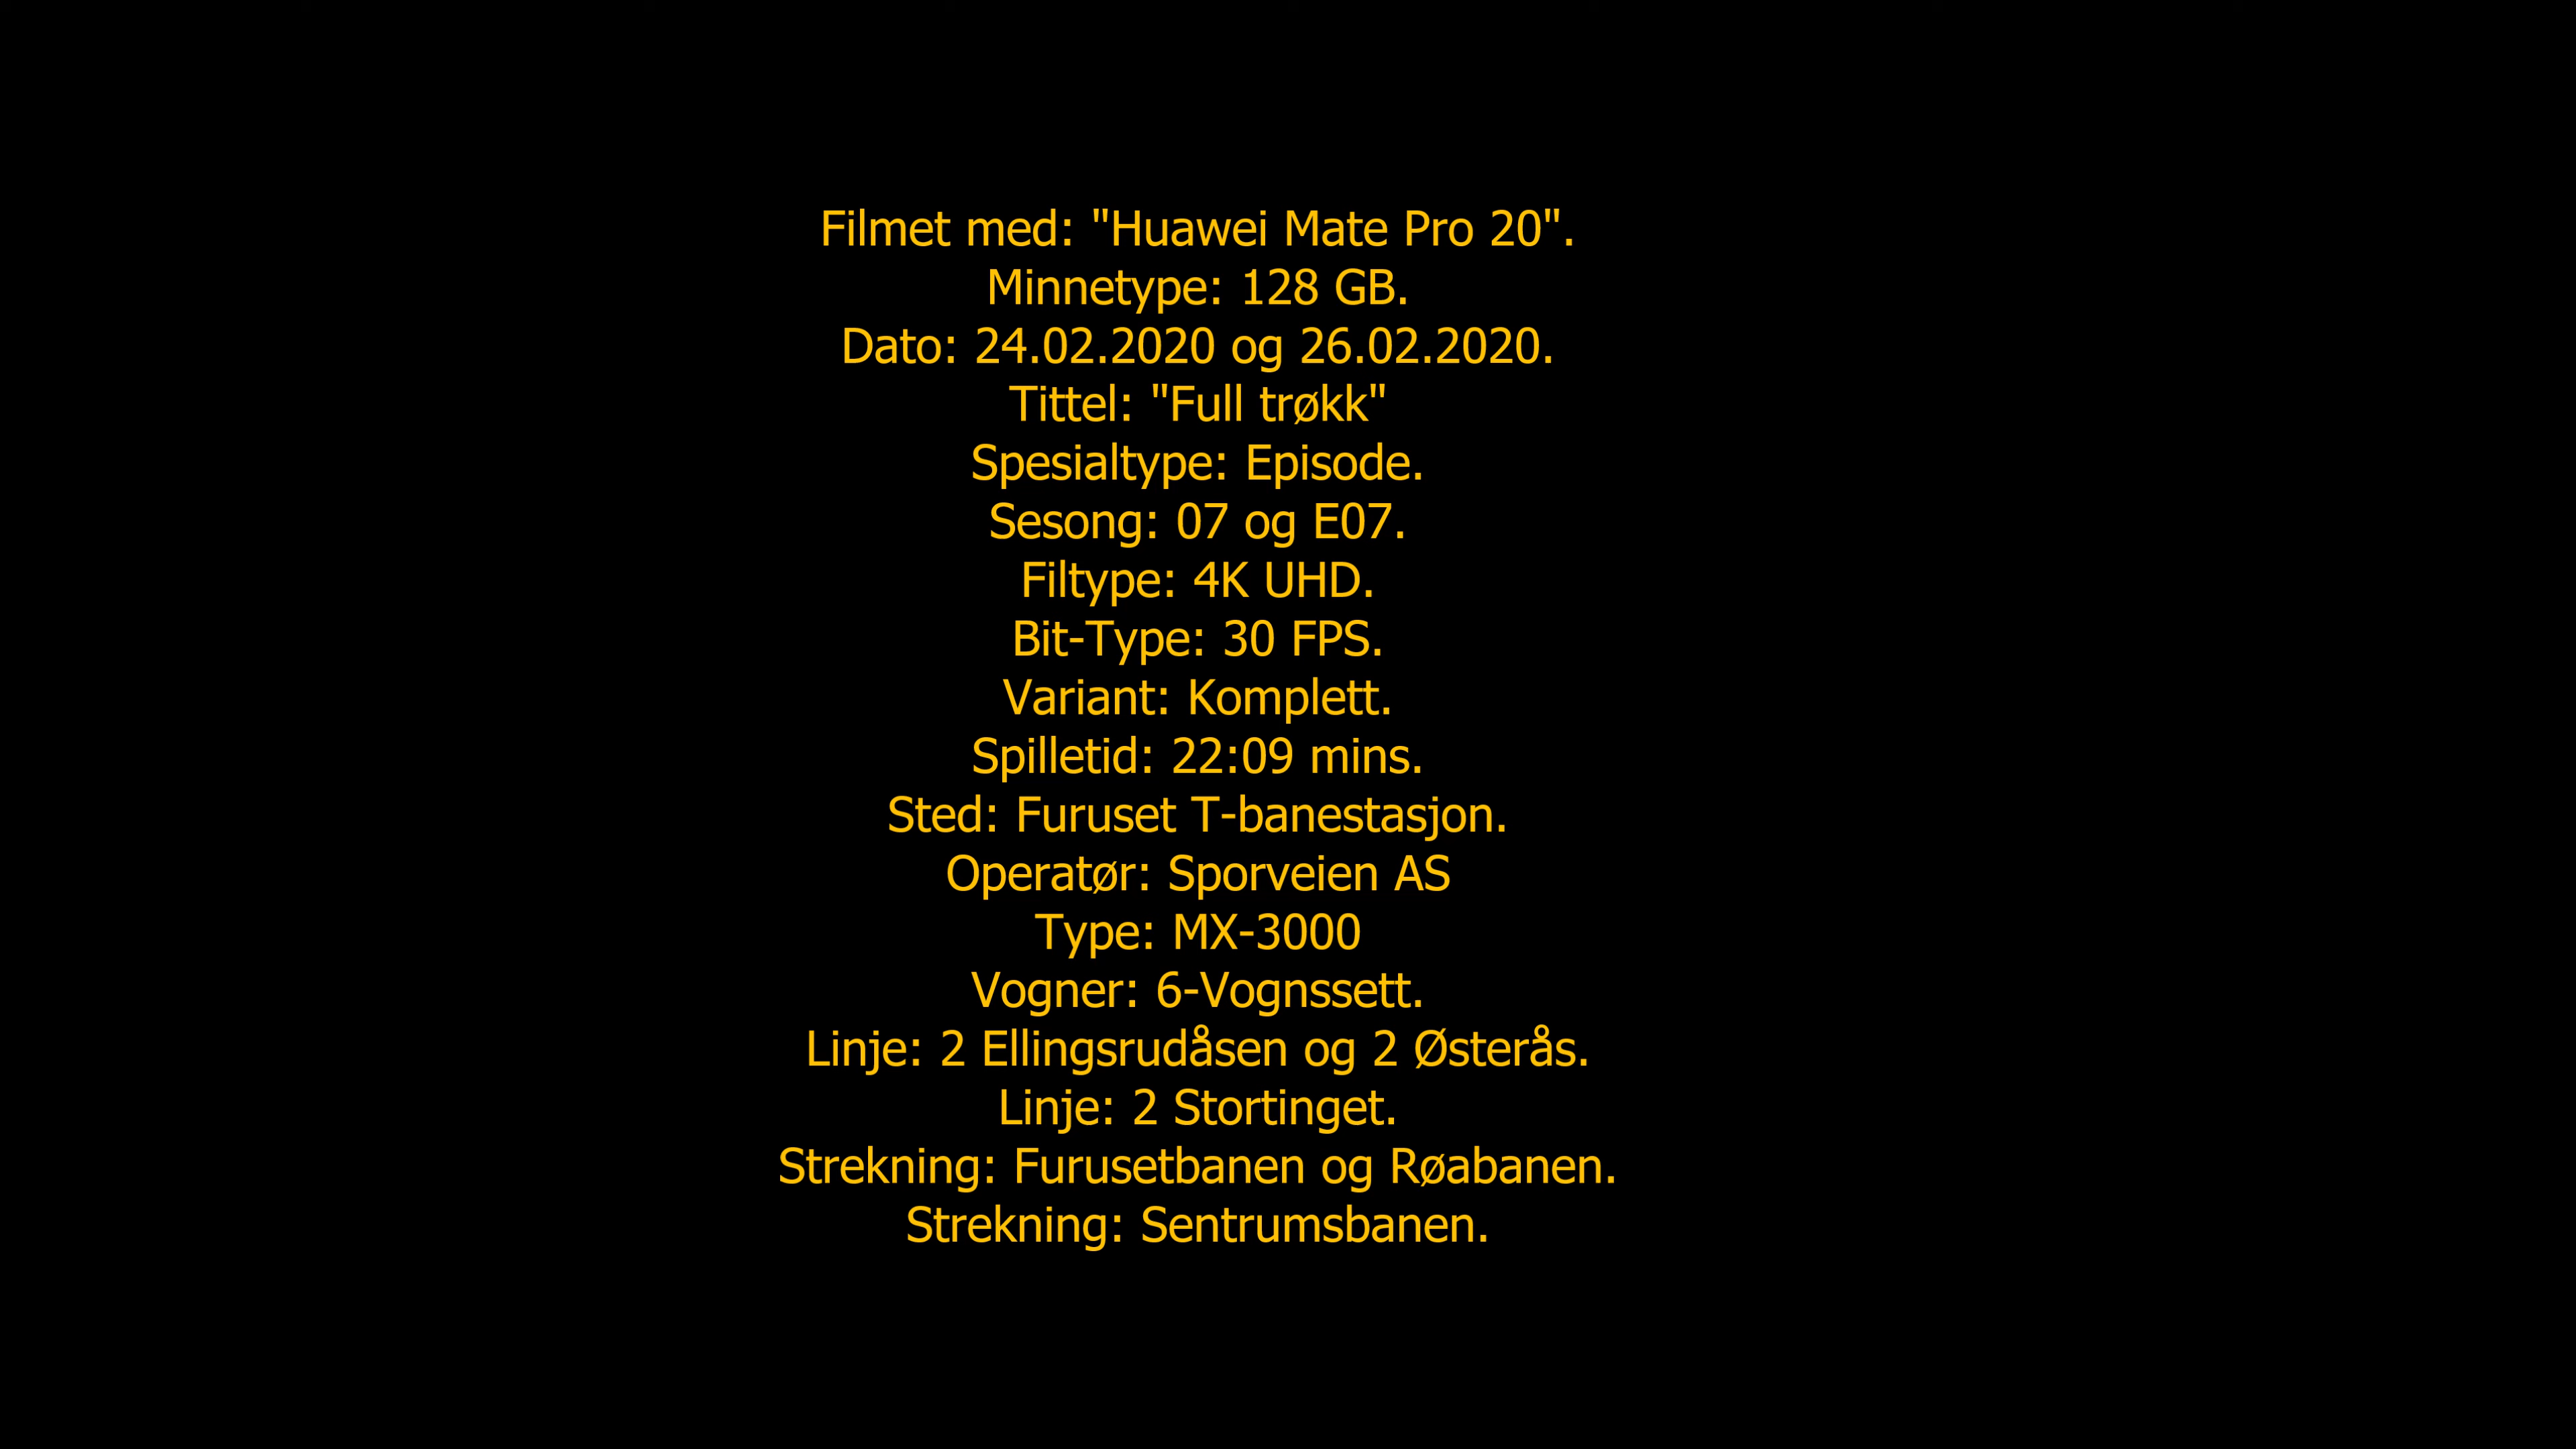 Filmet med: "Huawei Mate Pro 20".
Minnetype: 128 GB.
Dato: 24.02.2020 og 26.02.2020.
Tittel: "Full trøkk"
Spesialtype: Episode.
Sesong: 07 og E07.
Filtype: 4K UHD.
Bit-Type: 30 FPS.
Variant: Komplett.
Spilletid: 22:09 mins.
Sted: Furuset T-banestasjon.
Operatør: Sporveien AS
Type: MX-3000
Vogner: 6-Vognssett.
Linje: 2 Ellingsrudåsen og 2 Østerås.
Linje: 2 Stortinget.
Strekning: Furusetbanen og Røabanen.
Strekning: Sentrumsbanen.